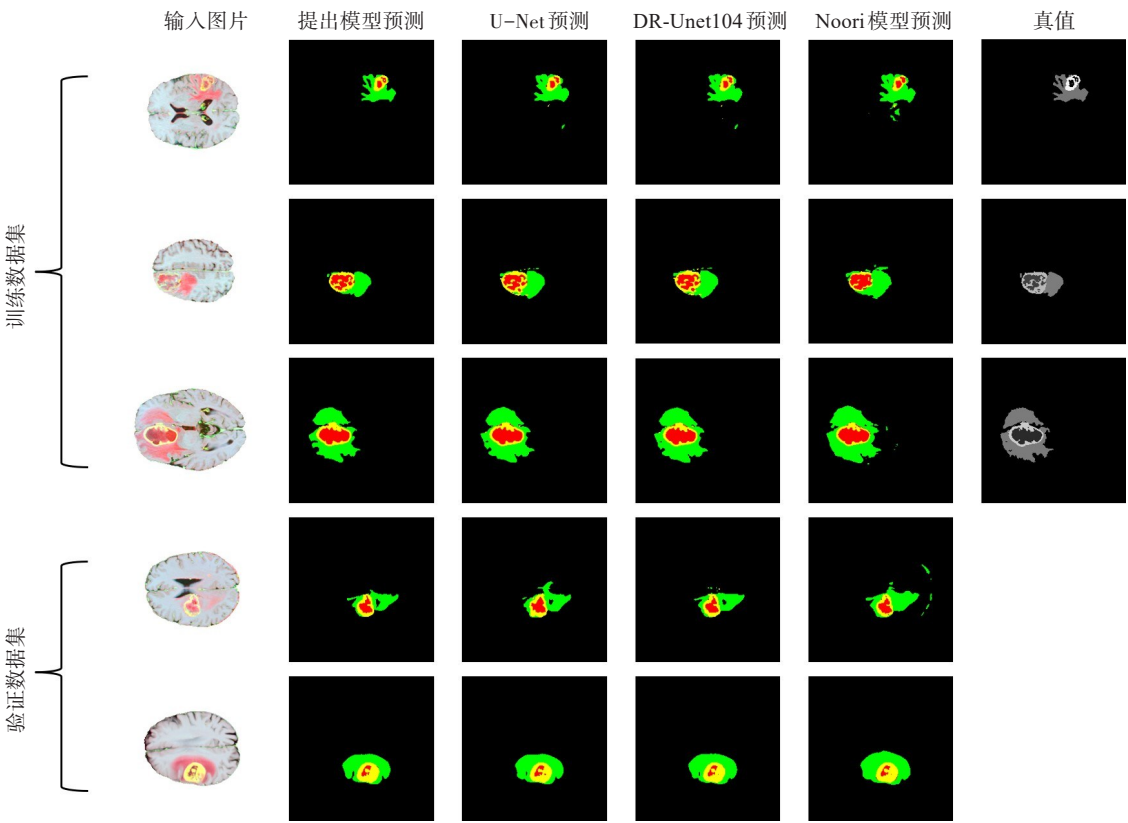 输入图片
提出模型预测
U-Net 预测
DR-Unet104 预测
Noori 模型预测
真值
训练数据集
验证数据集